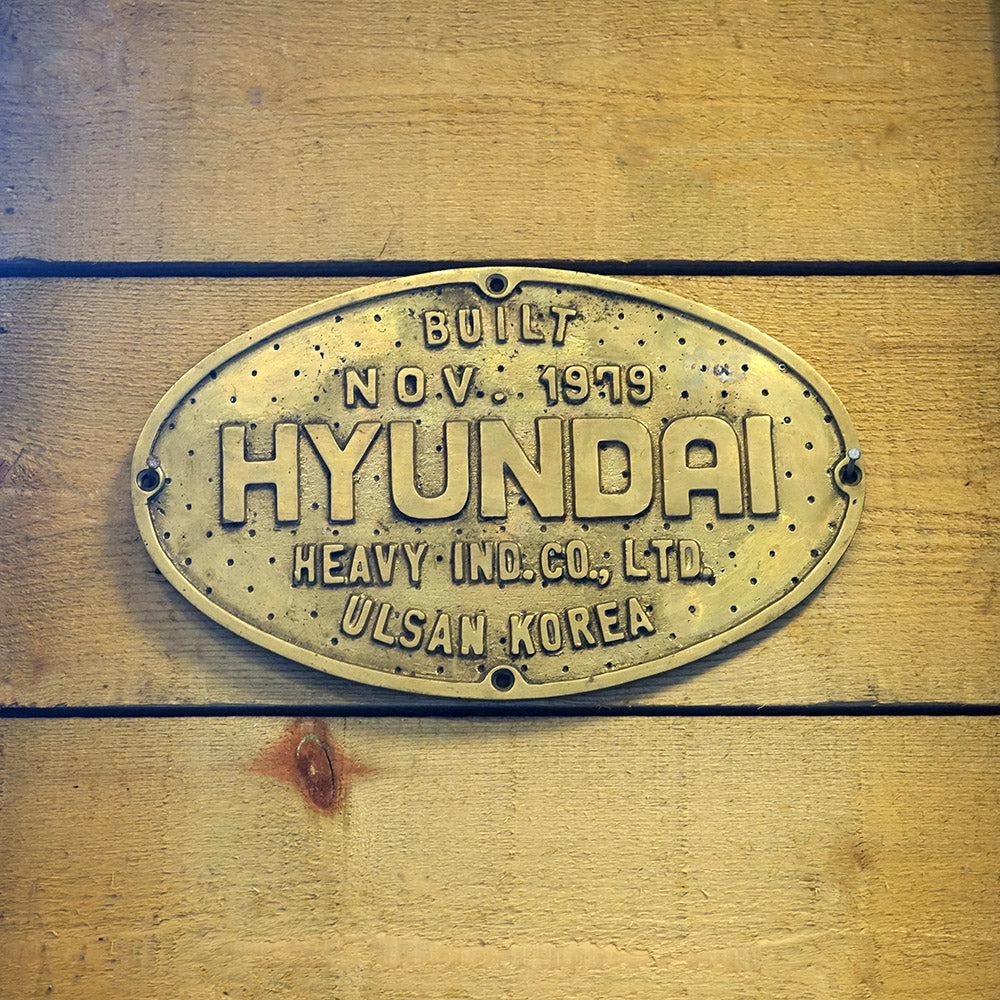 BUILT
NOV. 1979
HYUNDAI
HEAVY IND. CO., LTD.
ULSAN KOREA